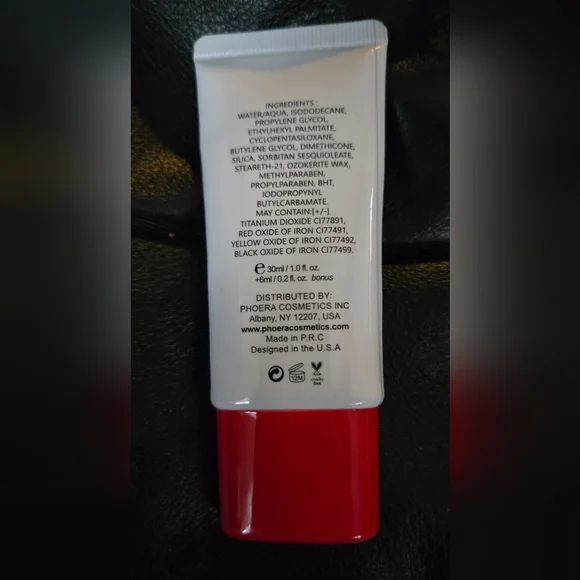 INGREDIENTS :
WATER/AQUA, ISODODECANE,
PROPYLENE GLYCOL,
ETHYLHEXYL PALMITATE,
CYCLOPENTASILOXANE,
BUTYLENE GLYCOL, DIMETHICONE,
SILICA, SORBITAN SESQUIOLEATE,
STEARETH-21, OZOKERITE WAX,
METHYLPARABEN,
PROPYLPARABEN, BHT,
IODOPROPYNYL
BUTYLCARBAMATE.
MAY CONTAIN:[+/-]
TITANIUM DIOXIDE CI77891,
RED OXIDE OF IRON CI77491,
YELLOW OXIDE OF IRON CI77492,
BLACK OXIDE OF IRON CI77499.
e 30ml / 1.0 fl. oz.
+6ml / 0.2 fl. oz. bonus
DISTRIBUTED BY:
PHOERA COSMETICS INC
Albany, NY 12207, USA
www.phoeracosmetics.com
Made in P.R.C
Designed in the U.S.A
12M
cruelty
free